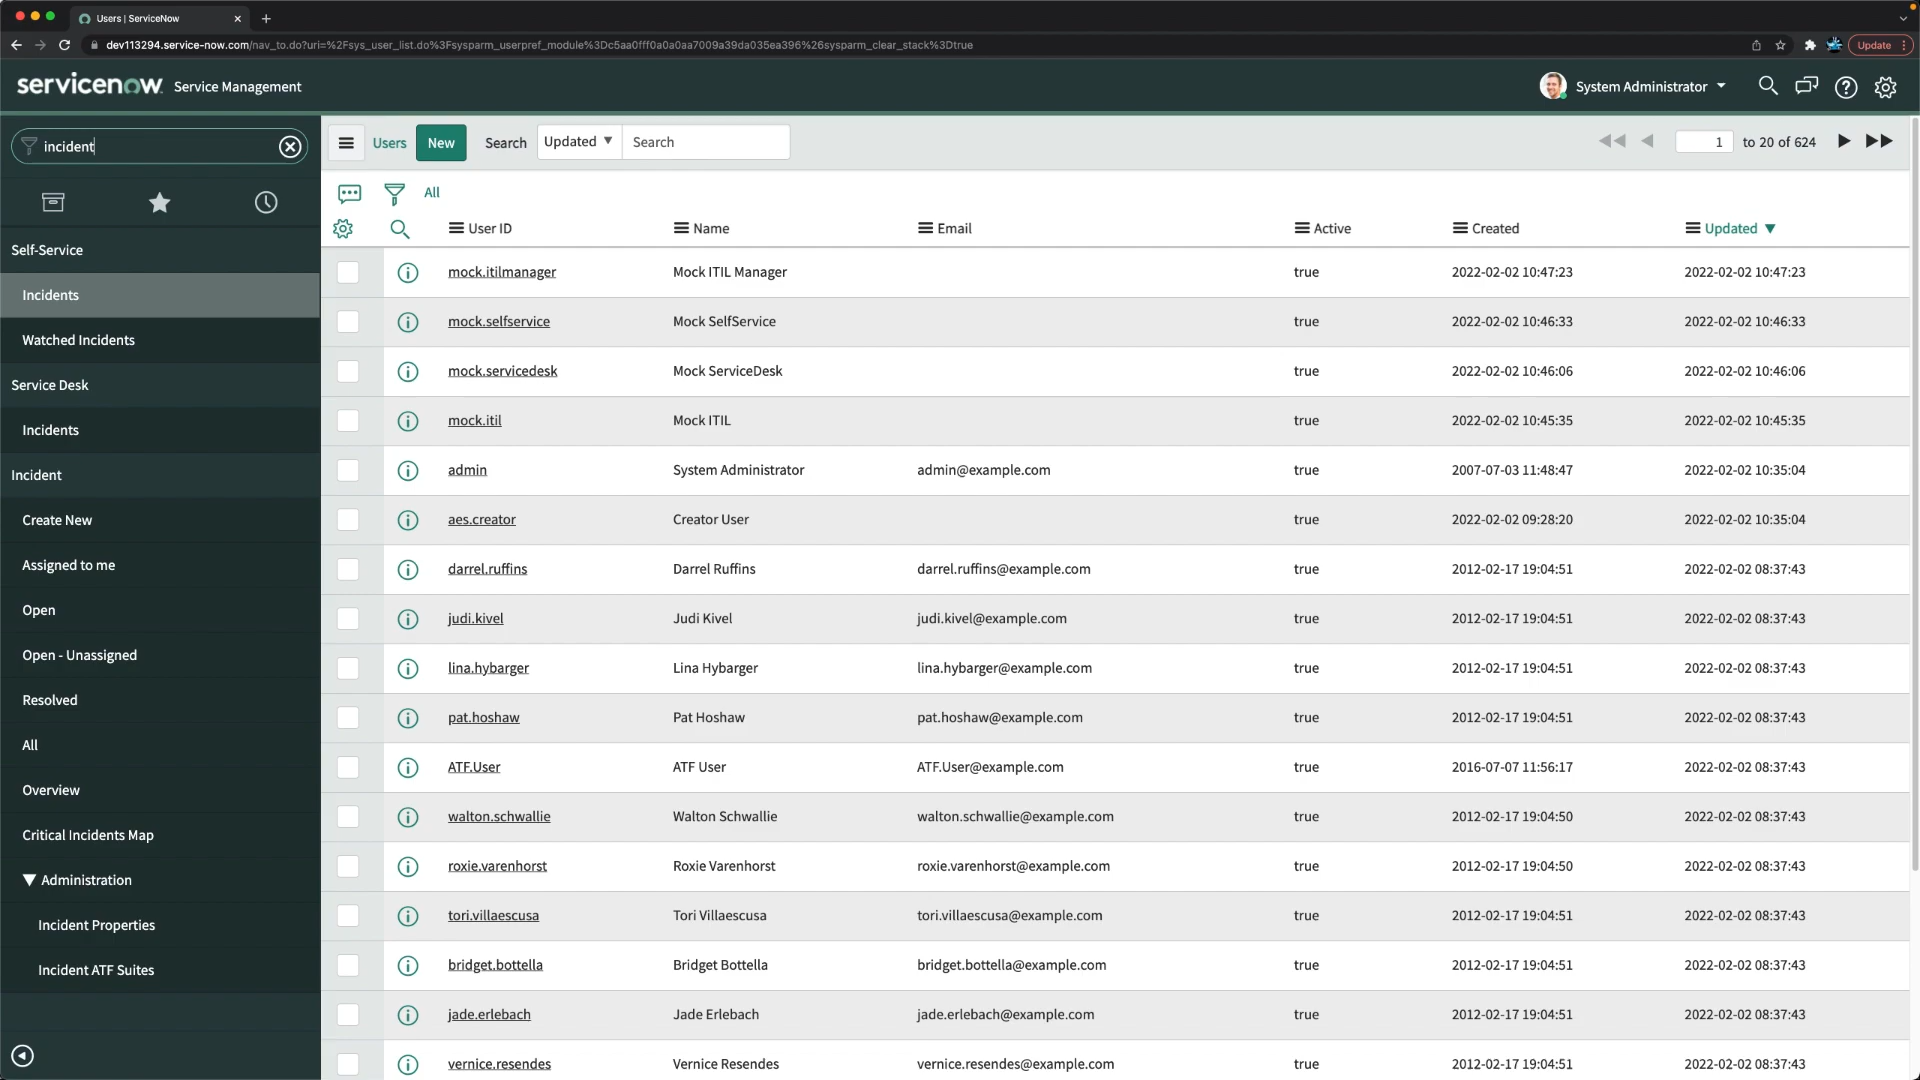 Users | ServiceNow
dev113294.service-now.com/nav_to.do?uri=%2Fsys_user_list.do%3Fsysparm_userpref_module%3Dc5aa0fff0a0a0aa7009a39da035ea396%26sysparm_clear_stack%3Dtrue
Update
servicenow Service Management
System Administrator
incident
Users New Search Updated ▼ Search
1 to 20 of 624
All
User ID Name Email Active Created Updated ▼
Self-Service
Incidents
Watched Incidents
Service Desk
Incidents
Incident
Create New
Assigned to me
Open
Open - Unassigned
Resolved
All
Overview
Critical Incidents Map
▼ Administration
Incident Properties
Incident ATF Suites
mock.itilmanager Mock ITIL Manager true 2022-02-02 10:47:23 2022-02-02 10:47:23
mock.selfservice Mock SelfService true 2022-02-02 10:46:33 2022-02-02 10:46:33
mock.servicedesk Mock ServiceDesk true 2022-02-02 10:46:06 2022-02-02 10:46:06
mock.itil Mock ITIL true 2022-02-02 10:45:35 2022-02-02 10:45:35
admin System Administrator admin@example.com true 2007-07-03 11:48:47 2022-02-02 10:35:04
aes.creator Creator User true 2022-02-02 09:28:20 2022-02-02 10:35:04
darrel.ruffins Darrel Ruffins darrel.ruffins@example.com true 2012-02-17 19:04:51 2022-02-02 08:37:43
judi.kivel Judi Kivel judi.kivel@example.com true 2012-02-17 19:04:51 2022-02-02 08:37:43
lina.hybarger Lina Hybarger lina.hybarger@example.com true 2012-02-17 19:04:51 2022-02-02 08:37:43
pat.hoshaw Pat Hoshaw pat.hoshaw@example.com true 2012-02-17 19:04:51 2022-02-02 08:37:43
ATF.User ATF User ATF.User@example.com true 2016-07-07 11:56:17 2022-02-02 08:37:43
walton.schwallie Walton Schwallie walton.schwallie@example.com true 2012-02-17 19:04:50 2022-02-02 08:37:43
roxie.varenhorst Roxie Varenhorst roxie.varenhorst@example.com true 2012-02-17 19:04:50 2022-02-02 08:37:43
tori.villaescusa Tori Villaescusa tori.villaescusa@example.com true 2012-02-17 19:04:51 2022-02-02 08:37:43
bridget.bottella Bridget Bottella bridget.bottella@example.com true 2012-02-17 19:04:51 2022-02-02 08:37:43
jade.erlebach Jade Erlebach jade.erlebach@example.com true 2012-02-17 19:04:51 2022-02-02 08:37:43
vernice.resendes Vernice Resendes vernice.resendes@example.com true 2012-02-17 19:04:51 2022-02-02 08:37:43